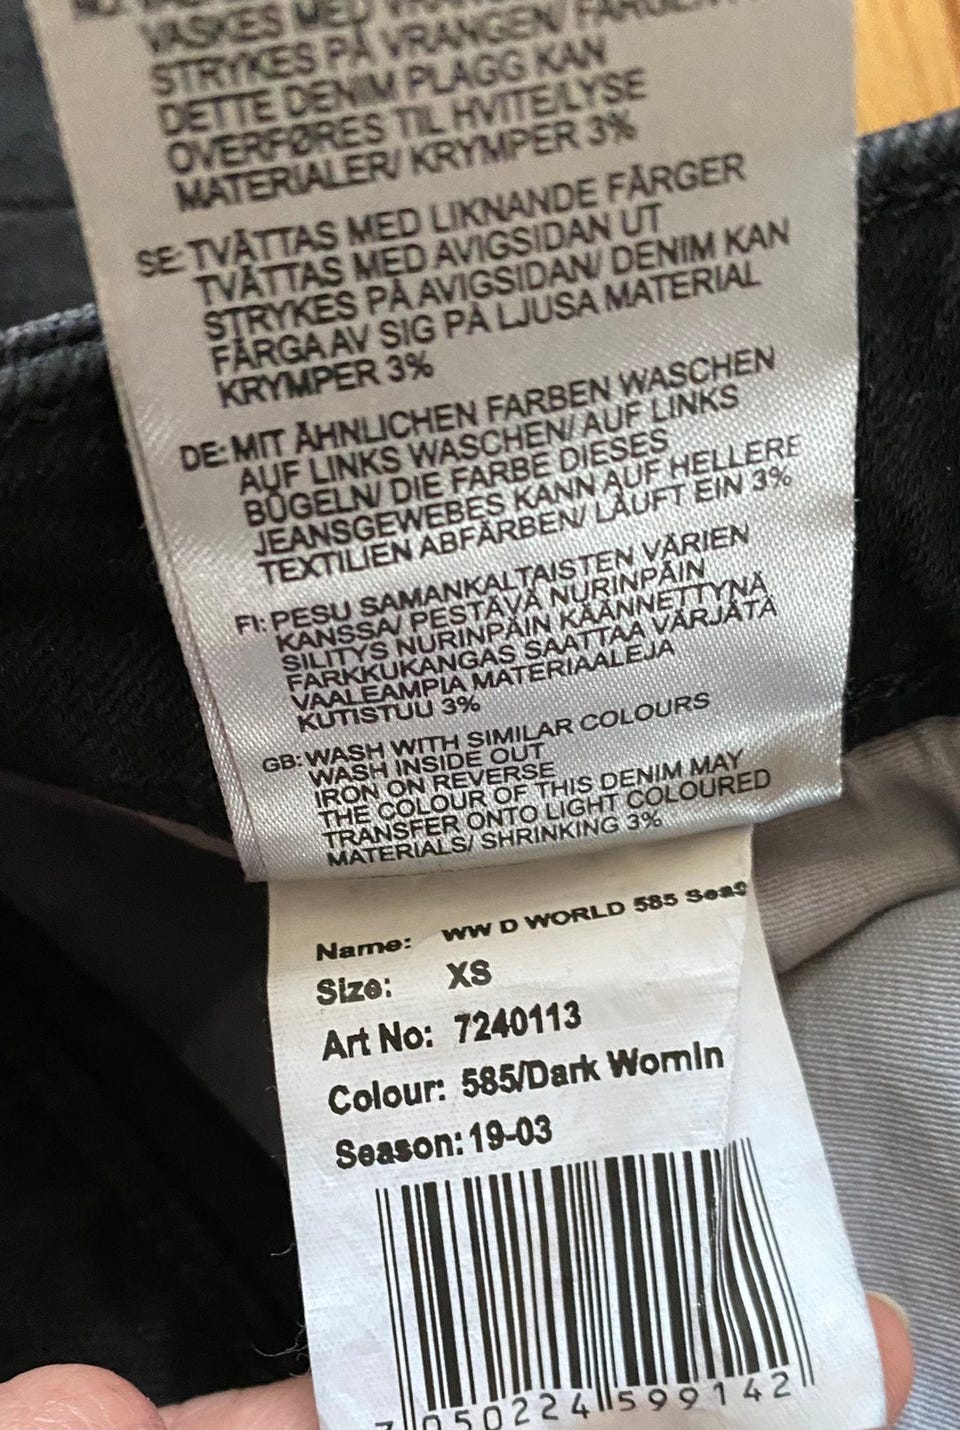 VASKES MED
STRYKES PÅ VRANGEN/
DETTE DENIM PLAGG KAN
OVERFØRES TIL HVITE/LYSE
MATERIALER/ KRYMPER 3%
SE: TVÄTTAS MED LIKNANDE FÄRGER
TVÄTTAS MED AVIGSIDAN UT
STRYKES PÅ AVIGSIDAN/ DENIM KAN
FÄRGA AV SIG PÅ LJUSA MATERIAL
KRYMPER 3%
DE: MIT ÄHNLICHEN FARBEN WASCHEN
AUF LINKS WASCHEN/ AUF LINKS
BÜGELN/ DIE FARBE DIESES
JEANSGEWEBES KANN AUF HELLERE
TEXTILIEN ABFÄRBEN/ LÄUFT EIN 3%
FI: PESU SAMANKALTAISTEN VÄRIEN
KANSSA/ PESTÄVÄ NURINPÄIN
SILITYS NURINPÄIN KÄÄNNETTYNÄ
FARKKUKANGAS SAATTAA VÄRJÄTÄ
VAALEAMPIA MATERIAALEJA
KUTISTUU 3%
GB: WASH WITH SIMILAR COLOURS
WASH INSIDE OUT
IRON ON REVERSE
THE COLOUR OF THIS DENIM MAY
TRANSFER ONTO LIGHT COLOURED
MATERIALS/ SHRINKING 3%
Name: WW D WORLD 585 Seas
Size: XS
Art No: 7240113
Colour: 585/Dark Wornin
Season: 19-03
7 050224 599142